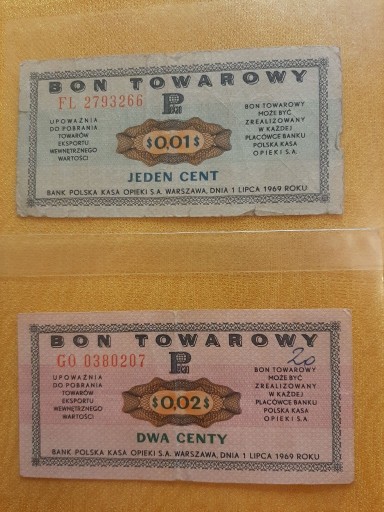 BON TOWAROWY
FL 2793266
UPOWAŻNIA
DO POBRANIA
TOWARÓW
EKSPORTU
WEWNĘTRZNEGO
WARTOŚCI
$0,01$
BON TOWAROWY
MOŻE BYĆ
ZREALIZOWANY
W KAŻDEJ
PLACÓWCE BANKU
POLSKA KASA
OPIEKI S.A.
JEDEN CENT
BANK POLSKA KASA OPIEKI S.A. WARSZAWA, DNIA 1 LIPCA 1969 ROKU
BON TOWAROWY
GO 0380207
20
UPOWAŻNIA
DO POBRANIA
TOWARÓW
EKSPORTU
WEWNĘTRZNEGO
WARTOŚCI
$0,02$
BON TOWAROWY
MOŻE BYĆ
ZREALIZOWANY
W KAŻDEJ
PLACÓWCE BANKU
POLSKA KASA
OPIEKI S.A.
DWA CENTY
BANK POLSKA KASA OPIEKI S.A. WARSZAWA, DNIA 1 LIPCA 1969 ROKU